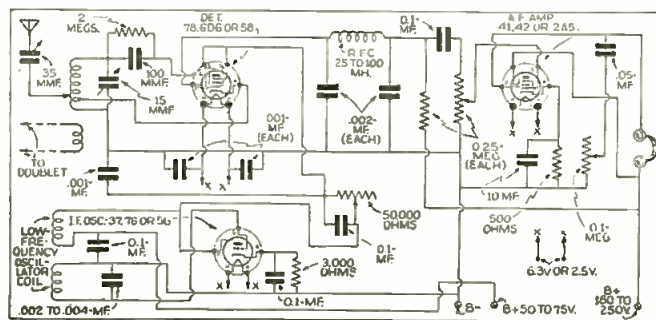 2
MEGS.
DET.
78,6D6 OR 58
35
MMF.
100
MMF.
15
MMF
R F C
25 TO 100
MH.
0.1-
MF.
A.F. AMP.
41,42 OR 2A5.
.05-
MF
.001-
MF.
(EACH)
.002-
MF.
(EACH)
0.25-
MEG
(EACH)
TO
DOUBLET
.001-
MF.
10 MF.
500
OHMS
0.1-
MEG
I.F. OSC-37,76 OR 56
50,000
OHMS
0.1-
MF.
LOW-
FREQUENCY
OSCIL-
LATOR
COIL
0.1-
MF.
3,000
OHMS
0.1-MF.
.002 TO 0.004-MF.
X X
X X
X X
X X
6.3V OR 2.5V.
B-
B+50 TO 75V.
B+
180 TO
250V.